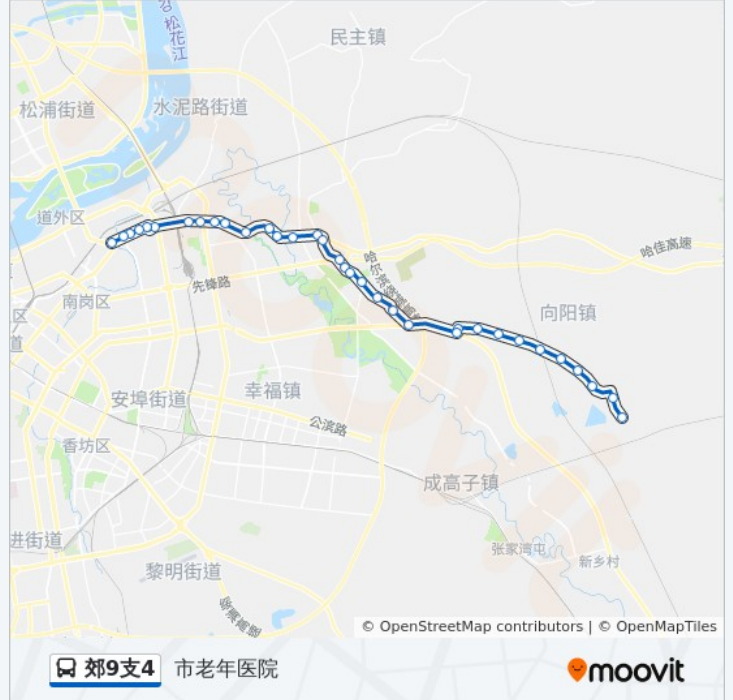 松花江
民主镇
松浦街道
水泥路街道
道外区
哈佳高速
先锋路
南岗区
向阳镇
区
道
安埠街道
幸福镇
公滨路
香坊区
成高子镇
进街道
张家湾屯
新乡村
黎明街道
© OpenStreetMap contributors | © OpenMapTiles
郊9支4 市老年医院
moovit